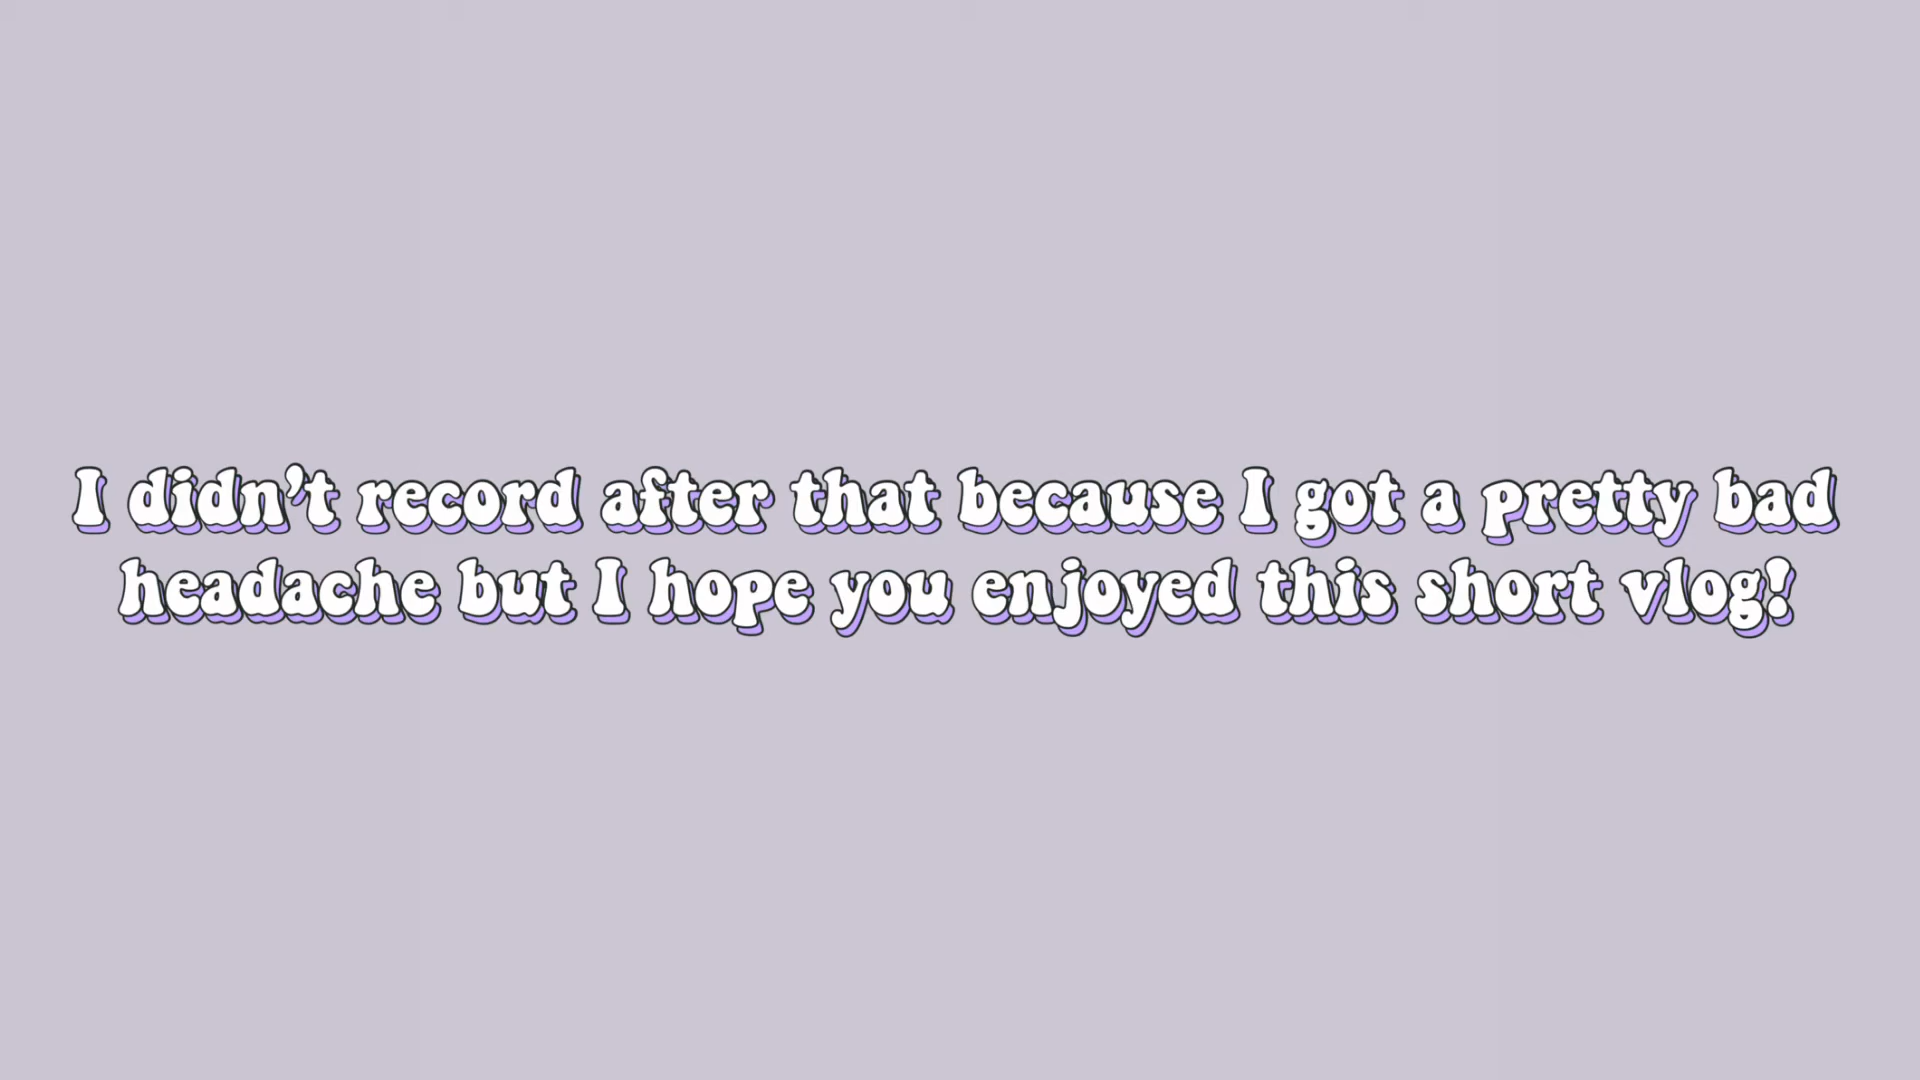 I didn’t record after that because I got a pretty bad
headache but I hope you enjoyed this short vlog!